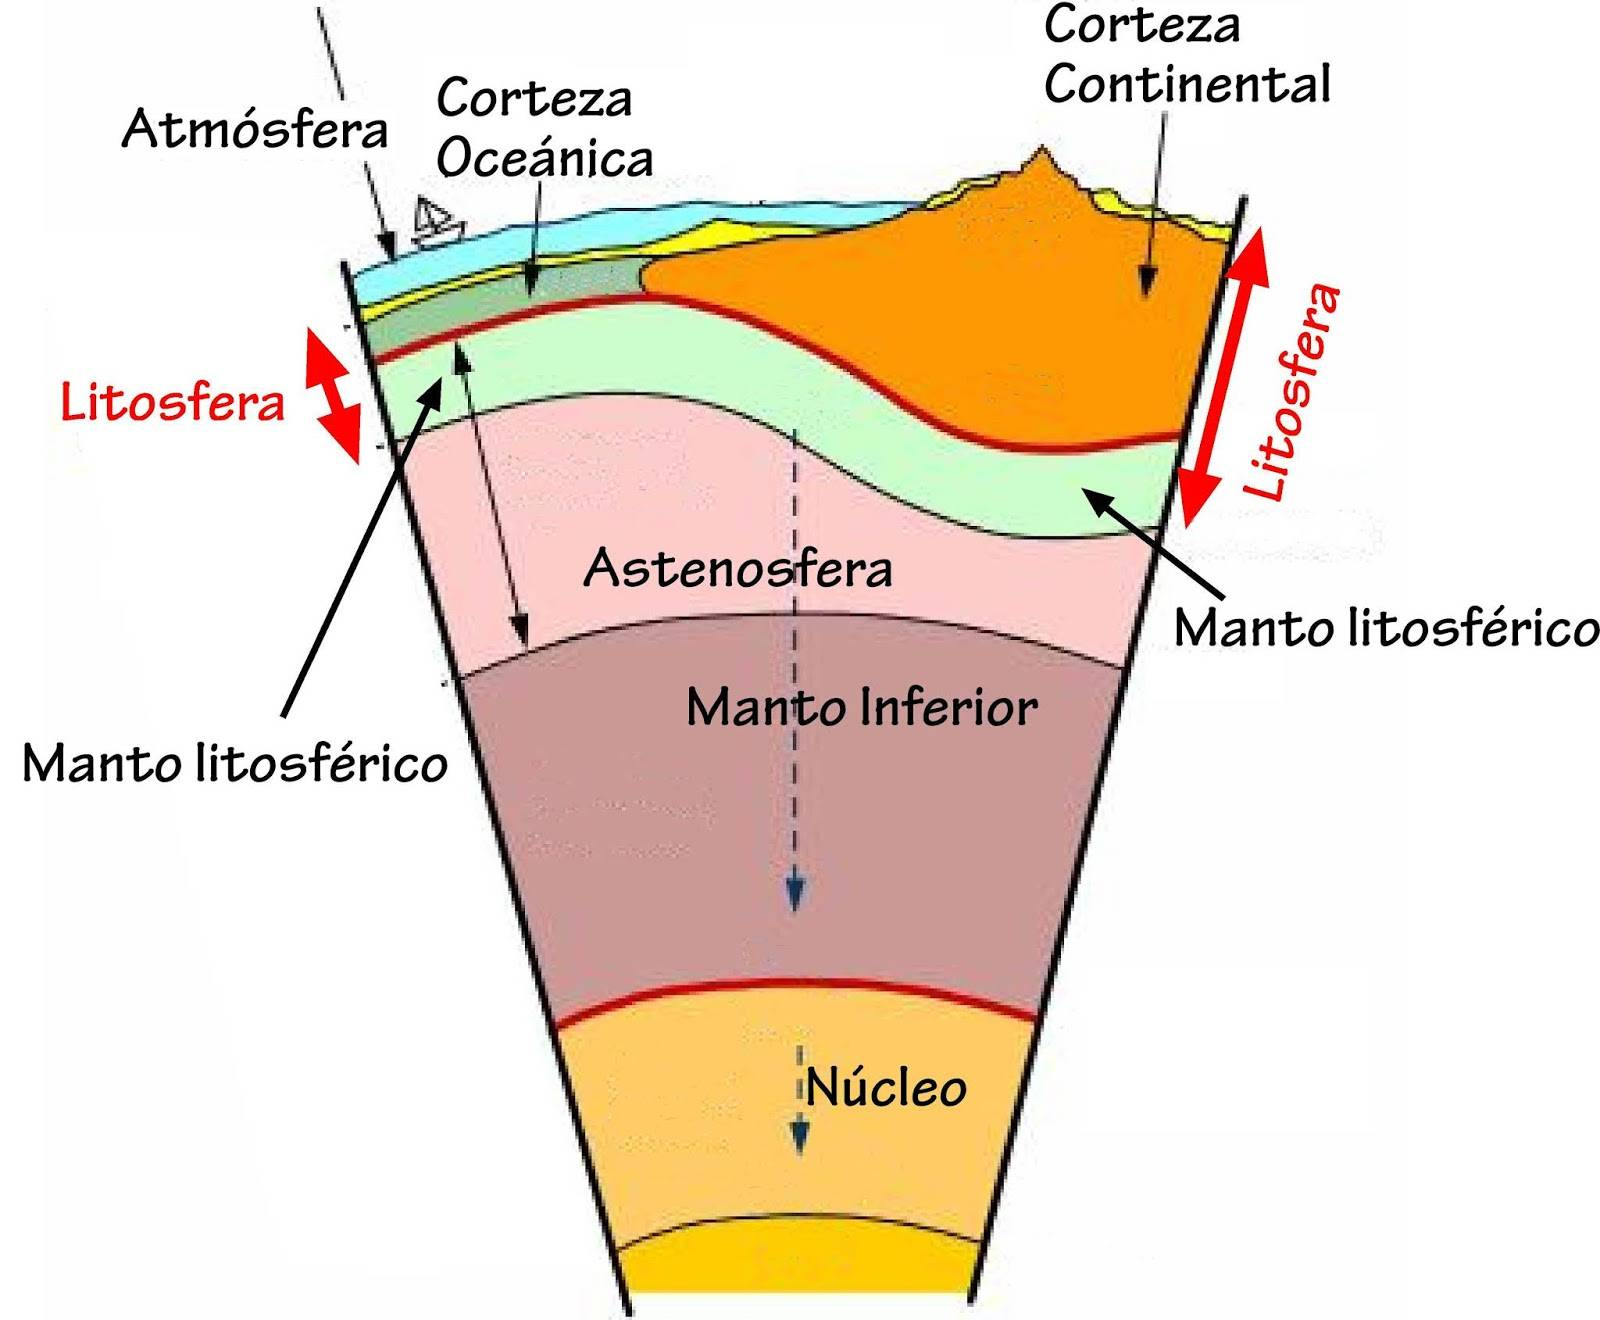 Corteza
Continental
Atmósfera
Corteza
Oceánica
Litosfera
Litosfera
Astenosfera
Manto litosférico
Manto Inferior
Manto litosférico
Núcleo